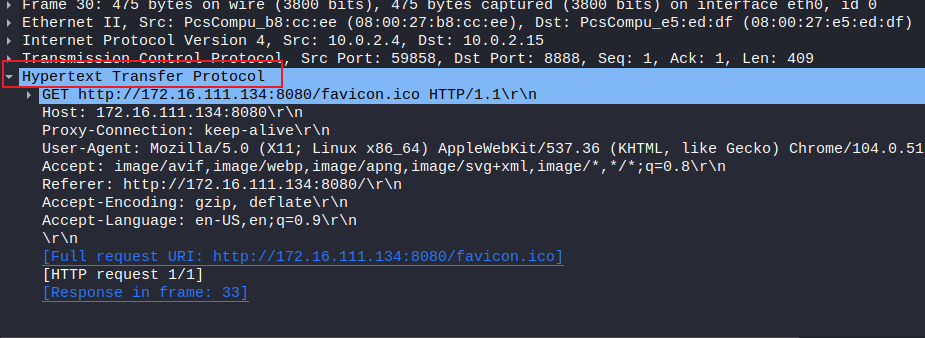 Frame 30: 475 bytes on wire (3800 bits), 475 bytes captured (3800 bits) on interface eth0, id 0
Ethernet II, Src: PcsCompu_b8:cc:ee (08:00:27:b8:cc:ee), Dst: PcsCompu_e5:ed:df (08:00:27:e5:ed:df)
Internet Protocol Version 4, Src: 10.0.2.4, Dst: 10.0.2.15
Transmission Control Protocol, Src Port: 59858, Dst Port: 8888, Seq: 1, Ack: 1, Len: 409
Hypertext Transfer Protocol
GET http://172.16.111.134:8080/favicon.ico HTTP/1.1\r\n
Host: 172.16.111.134:8080\r\n
Proxy-Connection: keep-alive\r\n
User-Agent: Mozilla/5.0 (X11; Linux x86_64) AppleWebKit/537.36 (KHTML, like Gecko) Chrome/104.0.51
Accept: image/avif,image/webp,image/apng,image/svg+xml,image/*,*/*;q=0.8\r\n
Referer: http://172.16.111.134:8080/\r\n
Accept-Encoding: gzip, deflate\r\n
Accept-Language: en-US,en;q=0.9\r\n
\r\n
[Full request URI: http://172.16.111.134:8080/favicon.ico]
[HTTP request 1/1]
[Response in frame: 33]